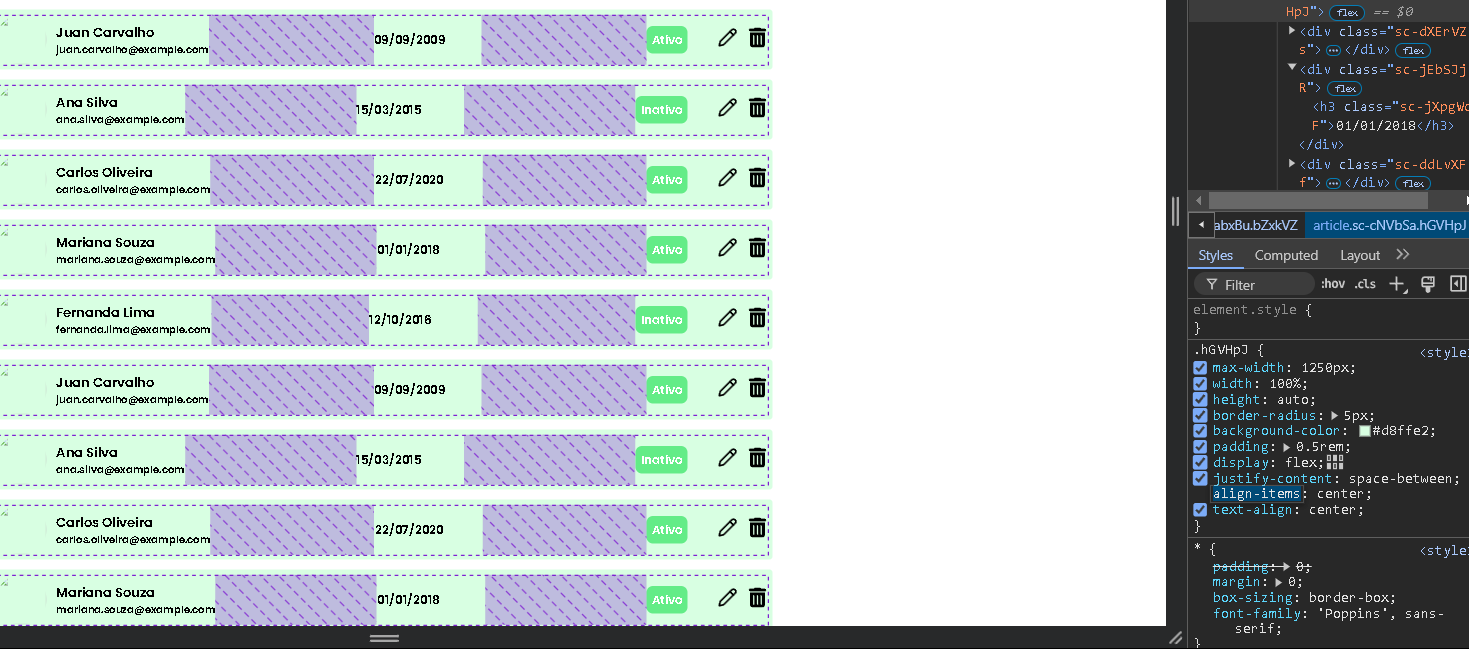 Juan Carvalho
juan.carvalho@example.com
09/09/2009
Ativo
Ana Silva
ana.silva@example.com
15/03/2015
Inativo
Carlos Oliveira
carlos.oliveira@example.com
22/07/2020
Ativo
Mariana Souza
mariana.souza@example.com
01/01/2018
Ativo
Fernanda Lima
fernanda.lima@example.com
12/10/2016
Inativo
Juan Carvalho
juan.carvalho@example.com
09/09/2009
Ativo
Ana Silva
ana.silva@example.com
15/03/2015
Inativo
Carlos Oliveira
carlos.oliveira@example.com
22/07/2020
Ativo
Mariana Souza
mariana.souza@example.com
01/01/2018
Ativo
HpJ"> flex == $0
<div class="sc-dXErVZ
s"> ⋯ </div> flex
<div class="sc-jEbSJj
R"> flex
<h3 class="sc-jXpgWc
F">01/01/2018</h3>
</div>
<div class="sc-ddLvXF
f"> ⋯ </div> flex
abxBu.bZxkVZ article.sc-cNVbSa.hGVHpJ
Styles Computed Layout
Filter :hov .cls
element.style {
}
.hGVHpJ { <style
max-width: 1250px;
width: 100%;
height: auto;
border-radius: 5px;
background-color: #d8ffe2;
padding: 0.5rem;
display: flex;
justify-content: space-between;
align-items: center;
text-align: center;
}
* { <style
padding: 0;
margin: 0;
box-sizing: border-box;
font-family: 'Poppins', sans-
serif;
}